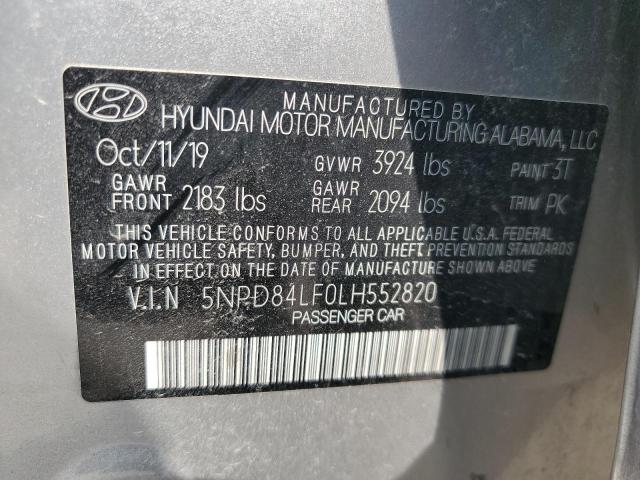 MANUFACTURED BY
HYUNDAI MOTOR MANUFACTURING ALABAMA, LLC
Oct/11/19 GVWR 3924 lbs PAINT 3T
GAWR FRONT 2183 lbs GAWR REAR 2094 lbs TRIM PK
THIS VEHICLE CONFORMS TO ALL APPLICABLE U.S.A. FEDERAL
MOTOR VEHICLE SAFETY, BUMPER, AND THEFT PREVENTION STANDARDS
IN EFFECT ON THE DATE OF MANUFACTURE SHOWN ABOVE
V.I.N 5NPD84LF0LH552820
PASSENGER CAR